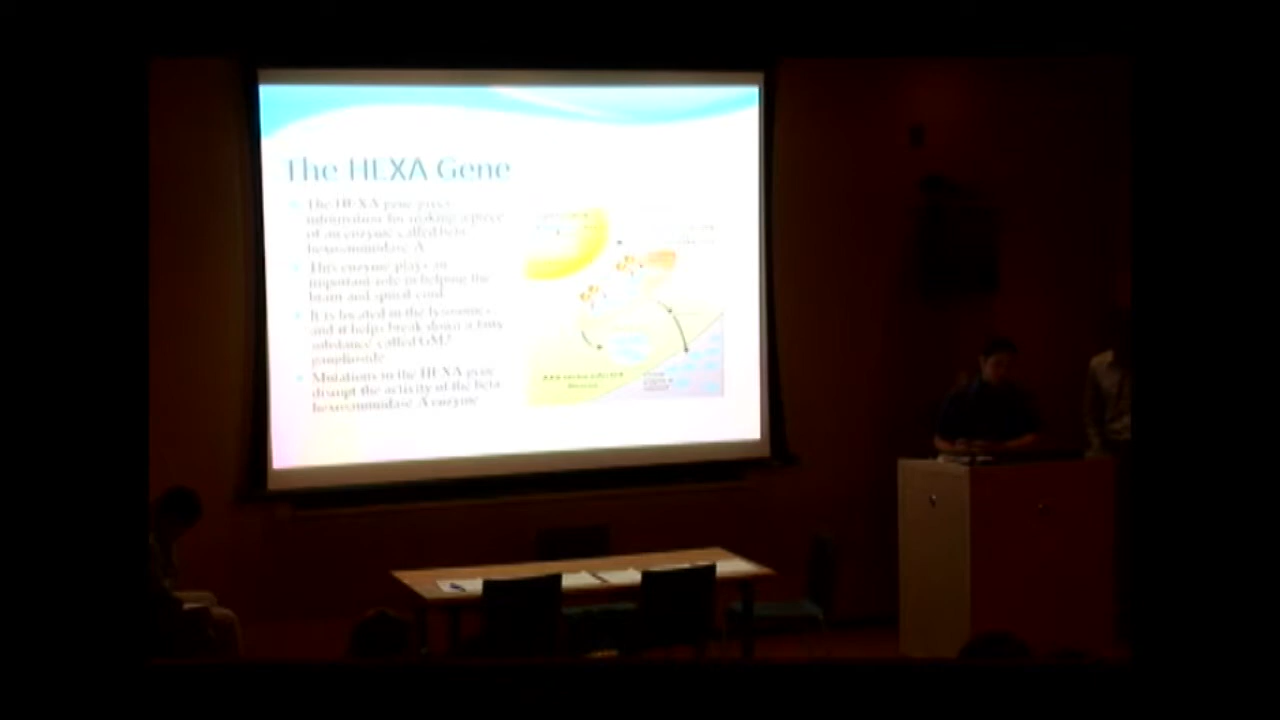 The HEXA Gene
The HEXA gene gives
information for making a piece
of an enzyme called beta
hexosaminidase A
This enzyme plays an
important role in helping the
brain and spinal cord
It is located in the lysosomes
and it helps break down a fatty
substance called GM2
ganglioside
Mutations in the HEXA gene
disrupt the activity of the beta
hexosaminidase A enzyme